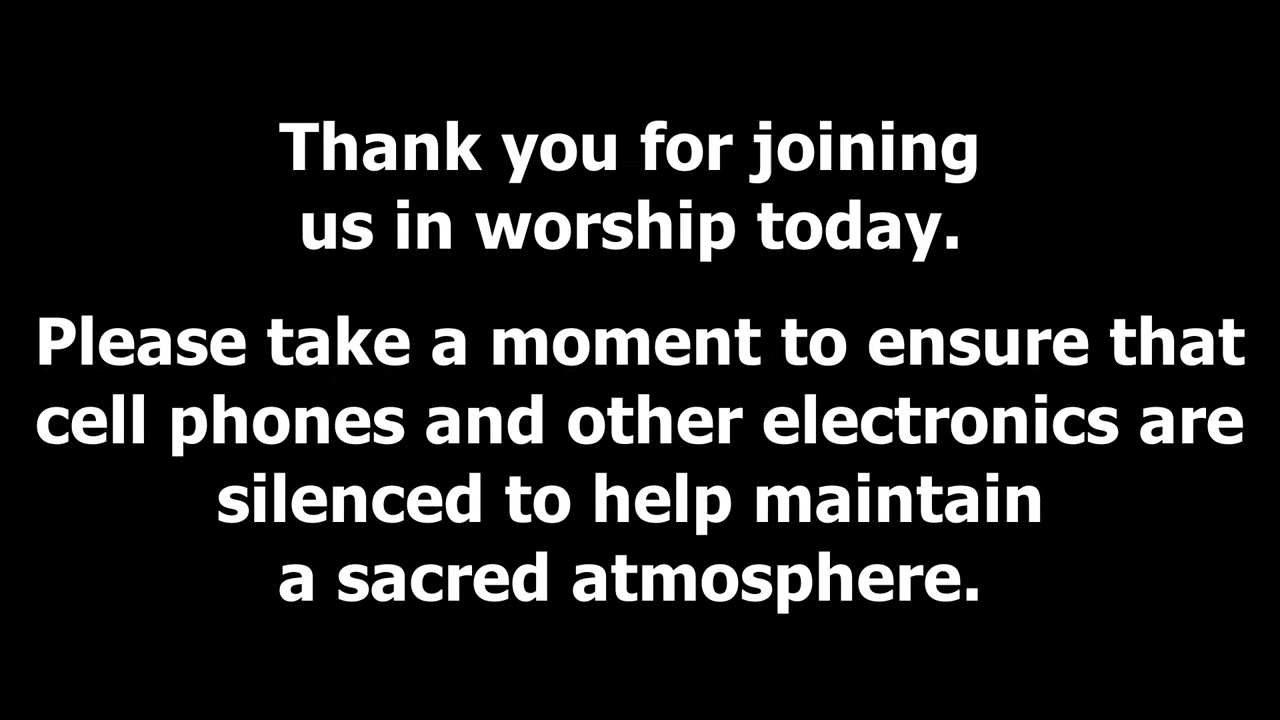 Thank you for joining
us in worship today.
Please take a moment to ensure that
cell phones and other electronics are
silenced to help maintain
a sacred atmosphere.